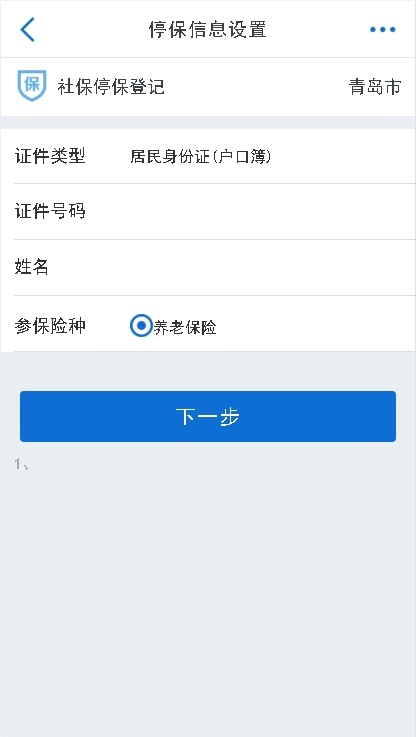 停保信息设置
保 社保停保登记 青岛市
证件类型 居民身份证(户口簿)
证件号码
姓名
参保险种 养老保险
下一步
1、